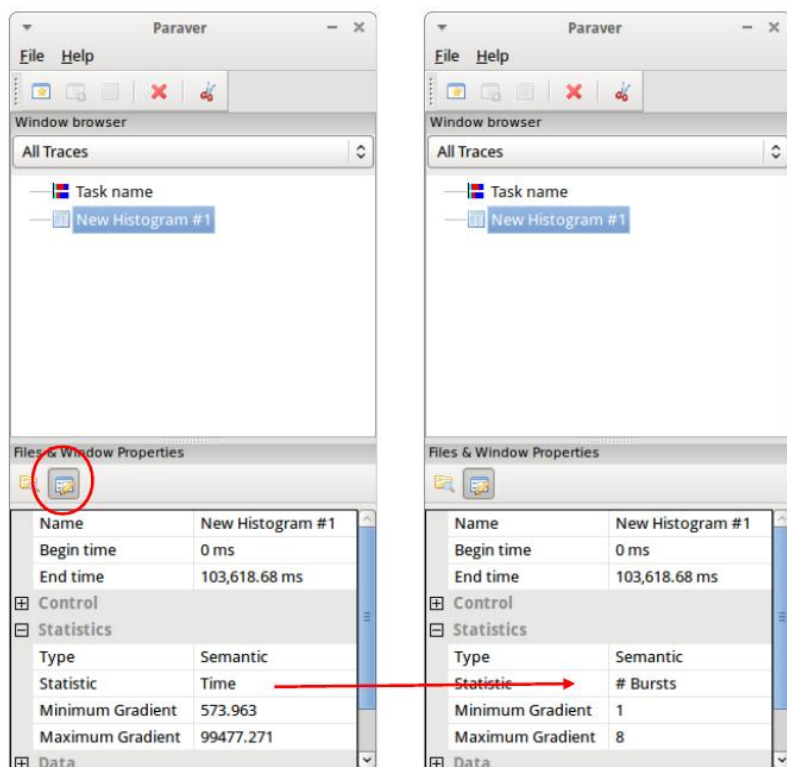 Paraver
File Help
Window browser
All Traces
Task name
New Histogram #1
Files & Window Properties
Name New Histogram #1
Begin time 0 ms
End time 103,618.68 ms
Control
Statistics
Type Semantic
Statistic Time
Minimum Gradient 573.963
Maximum Gradient 99477.271
Data
Paraver
File Help
Window browser
All Traces
Task name
New Histogram #1
Files & Window Properties
Name New Histogram #1
Begin time 0 ms
End time 103,618.68 ms
Control
Statistics
Type Semantic
Statistic # Bursts
Minimum Gradient 1
Maximum Gradient 8
Data